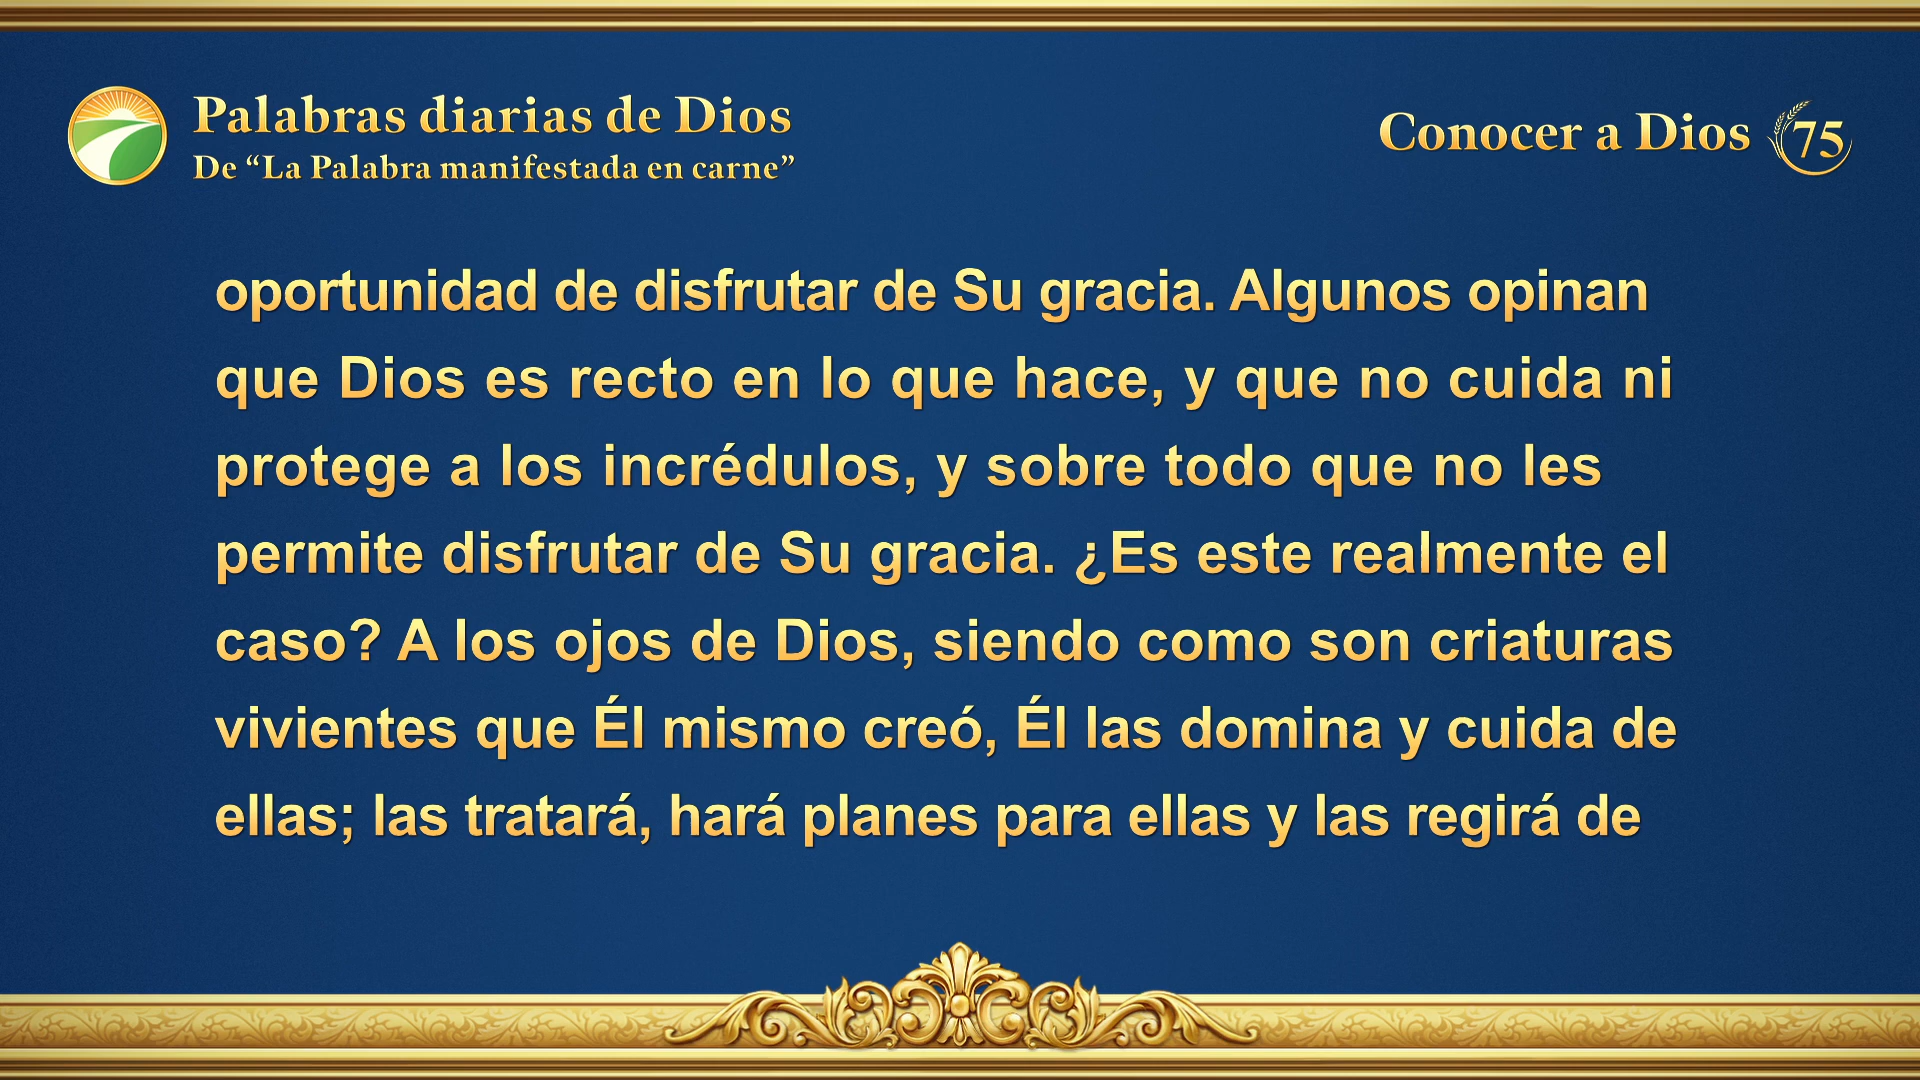 Palabras diarias de Dios
De “La Palabra manifestada en carne”
Conocer a Dios 75
oportunidad de disfrutar de Su gracia. Algunos opinan
que Dios es recto en lo que hace, y que no cuida ni
protege a los incrédulos, y sobre todo que no les
permite disfrutar de Su gracia. ¿Es este realmente el
caso? A los ojos de Dios, siendo como son criaturas
vivientes que Él mismo creó, Él las domina y cuida de
ellas; las tratará, hará planes para ellas y las regirá de